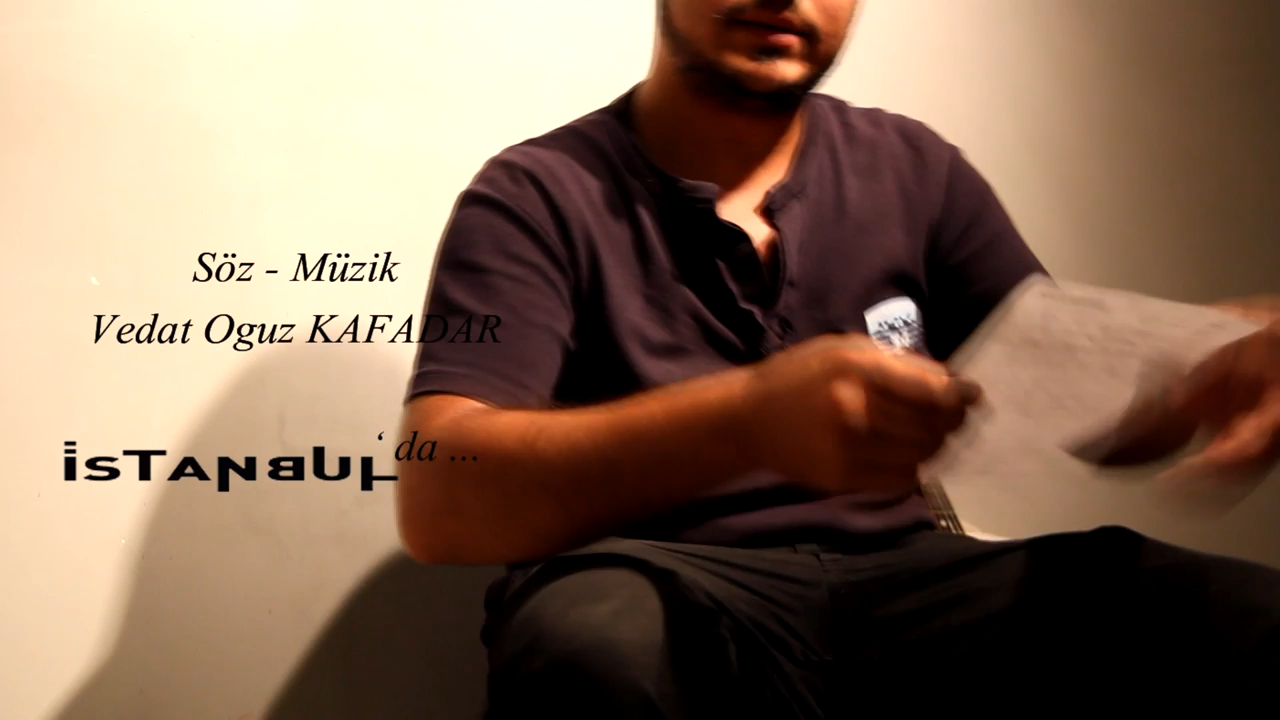 Söz - Müzik
Vedat Oguz KAFADAR
İSTANBUL ‘ da ...